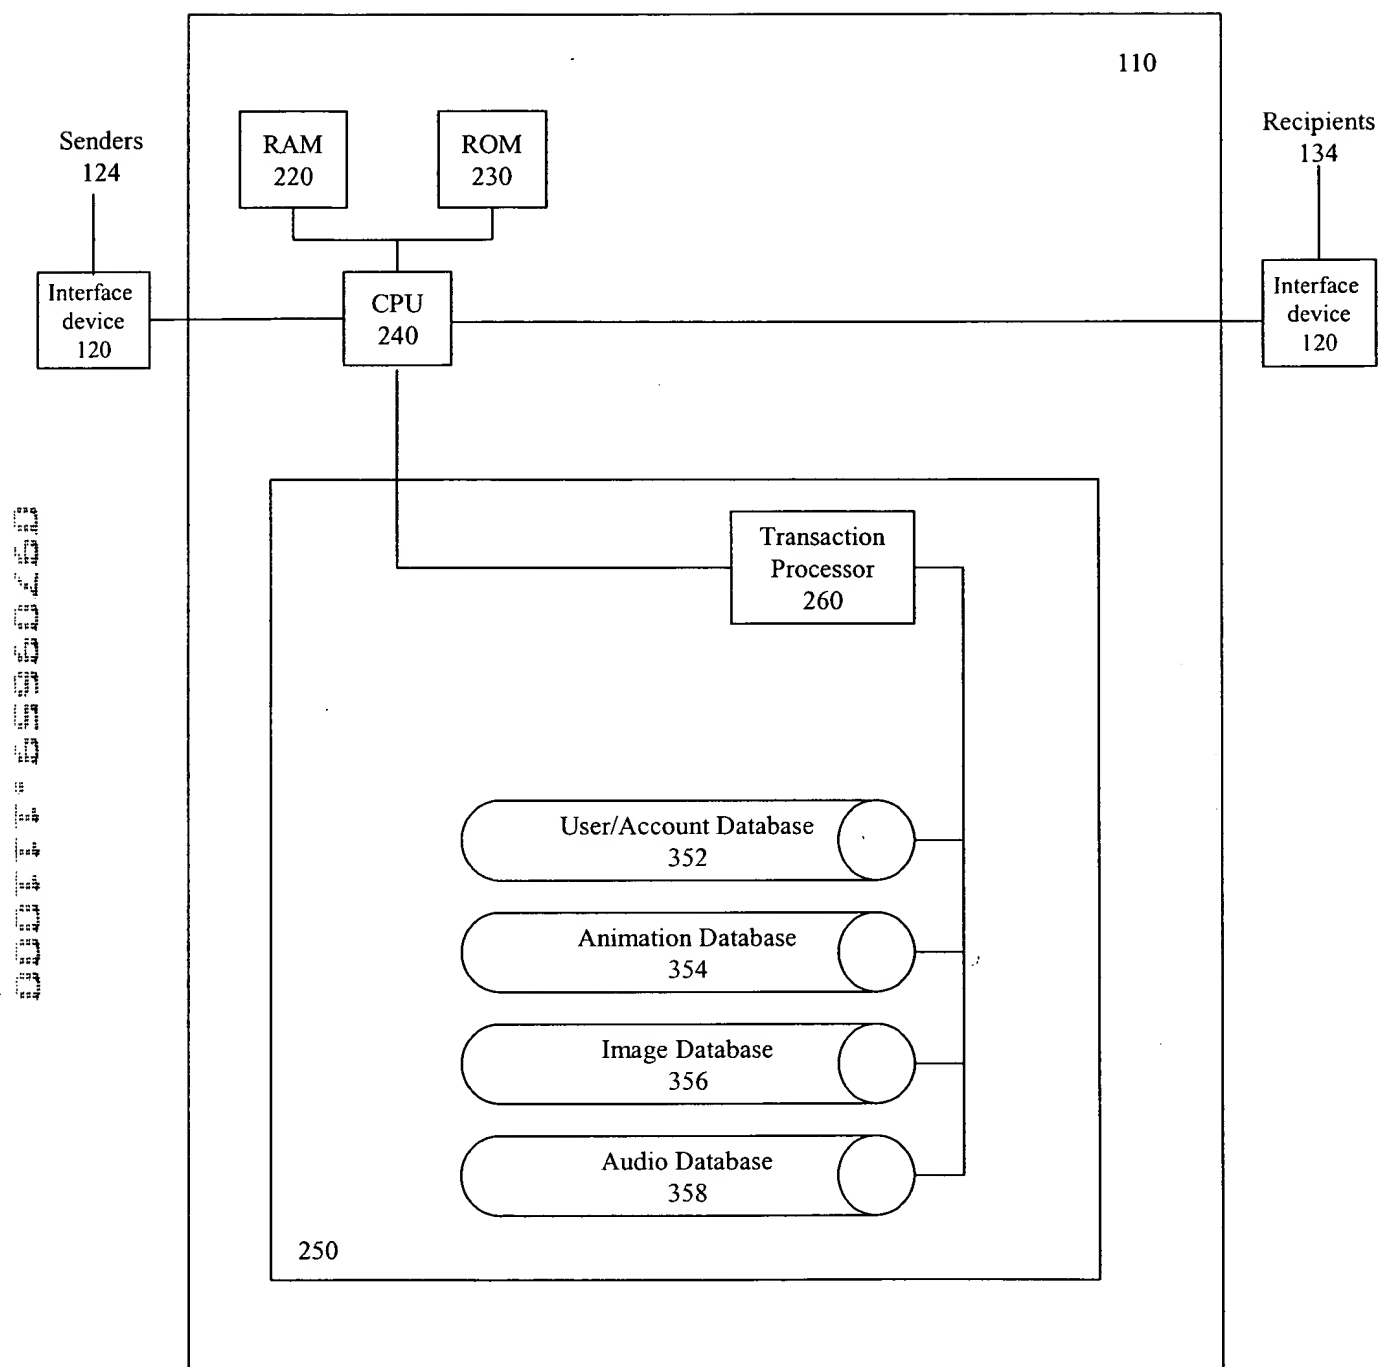 110
Senders
124
RAM
220
ROM
230
Recipients
134
Interface
device
120
CPU
240
Interface
device
120
Transaction
Processor
260
User/Account Database
352
Animation Database
354
Image Database
356
Audio Database
358
250